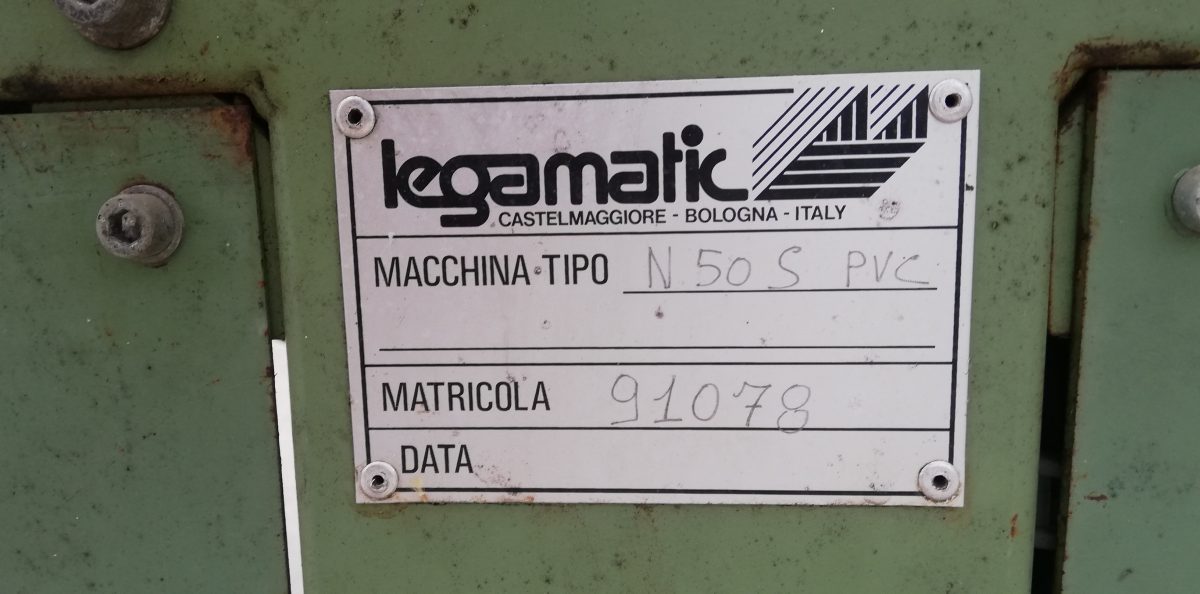 legamatic
CASTELMAGGIORE - BOLOGNA - ITALY
MACCHINA TIPO N 50 S PVC
MATRICOLA 91078
DATA